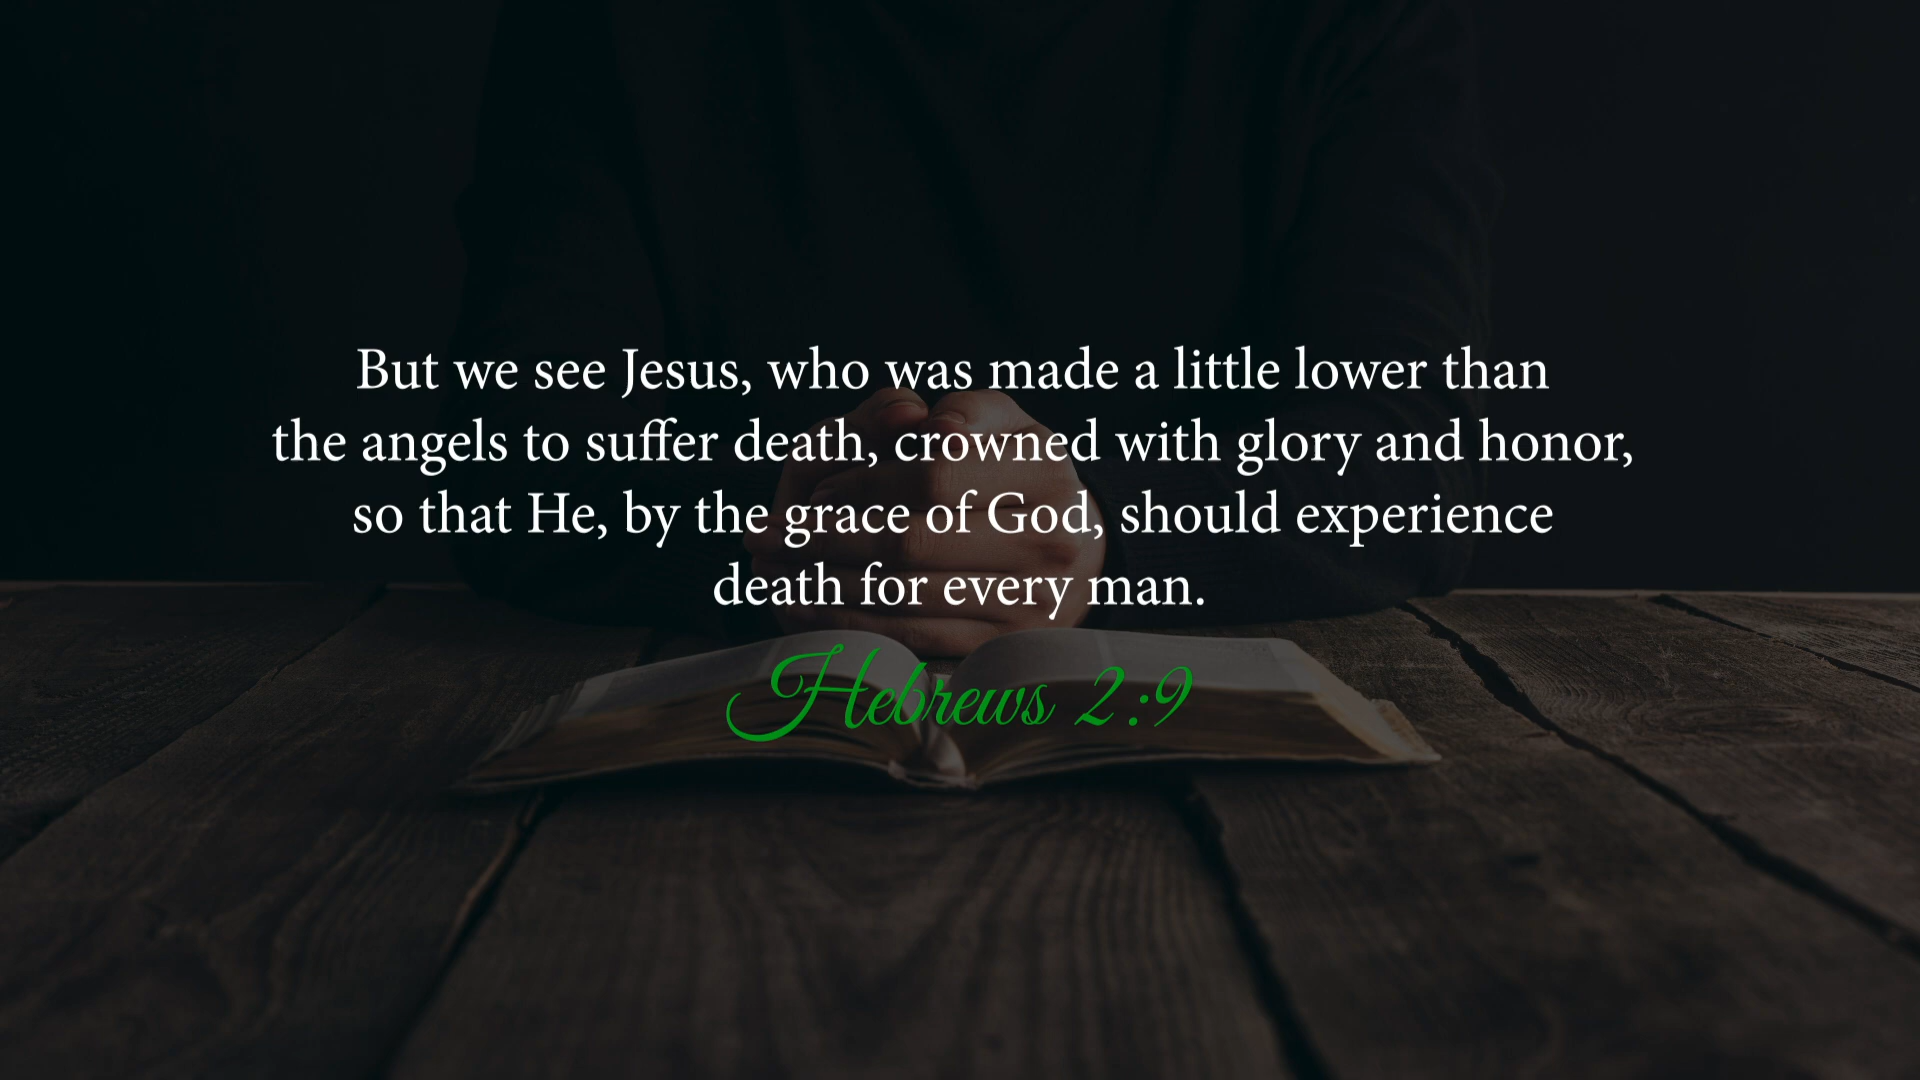 But we see Jesus, who was made a little lower than
the angels to suffer death, crowned with glory and honor,
so that He, by the grace of God, should experience
death for every man.
Hebrews 2:9